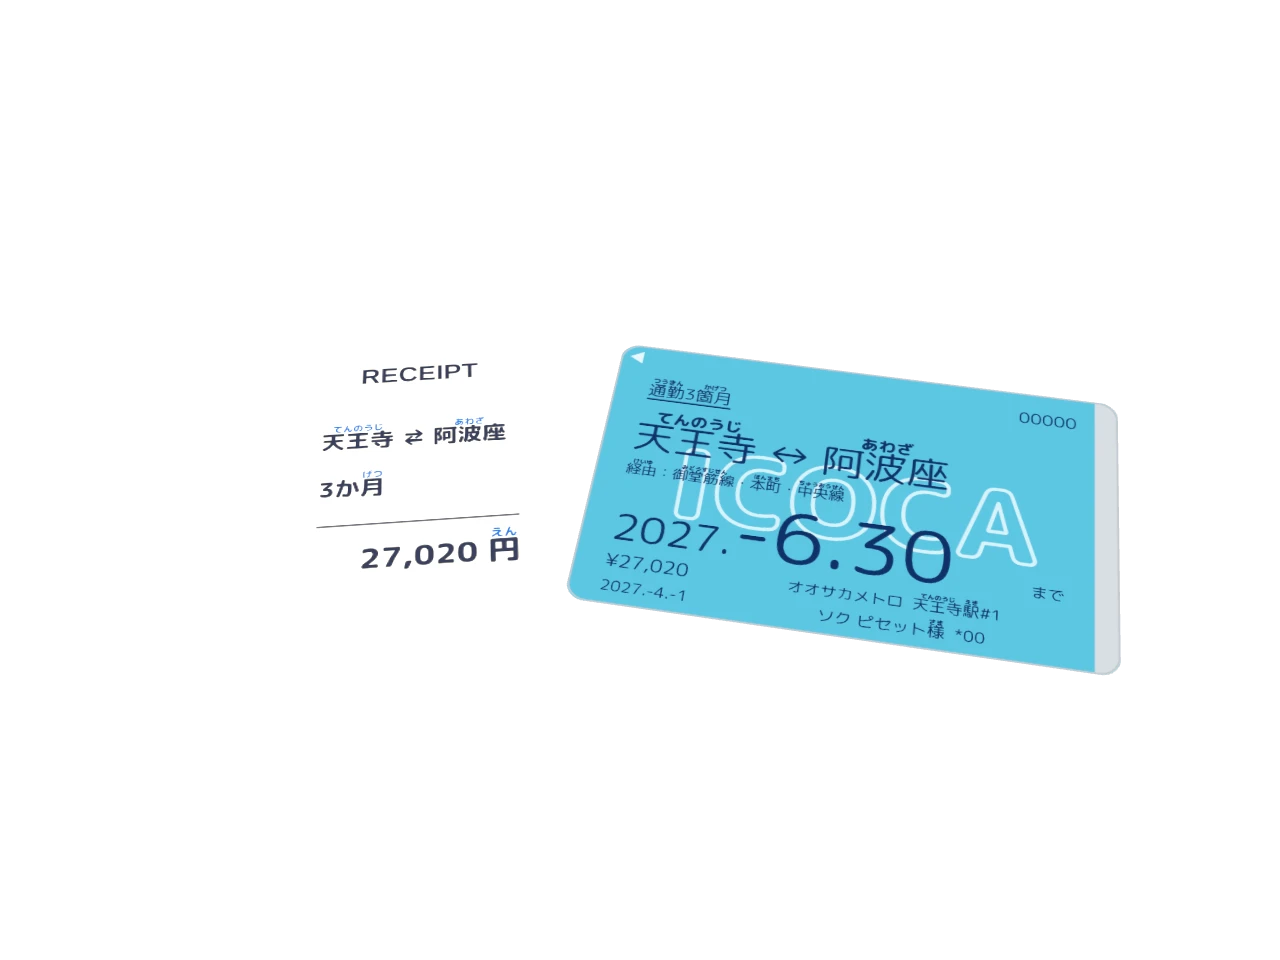 RECEIPT
天王寺 ⇄ 阿波座
3か月
27,020 円
00000
通勤3箇月
天王寺 ↔ 阿波座
経由 : 御堂筋線 · 本町 · 中央線
ICOCA
2027.-6.30 まで
¥27,020
オオサカメトロ 天王寺駅#1
2027.-4.-1
ソク ピセット様 *00